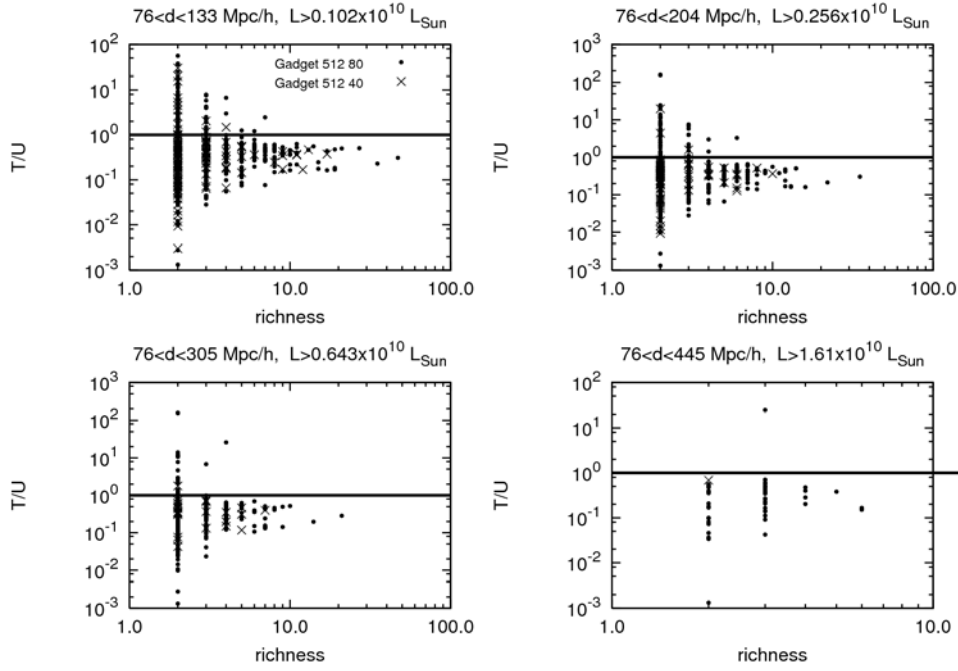 76<d<133 Mpc/h, L>0.102x10^10 L_Sun
10^2
10^1
10^0
10^-1
10^-2
10^-3
T/U
Gadget 512 80
Gadget 512 40
1.0 10.0 100.0
richness
76<d<204 Mpc/h, L>0.256x10^10 L_Sun
10^3
10^2
10^1
10^0
10^-1
10^-2
10^-3
T/U
1.0 10.0 100.0
richness
76<d<305 Mpc/h, L>0.643x10^10 L_Sun
10^3
10^2
10^1
10^0
10^-1
10^-2
10^-3
T/U
1.0 10.0 100.0
richness
76<d<445 Mpc/h, L>1.61x10^10 L_Sun
10^2
10^1
10^0
10^-1
10^-2
10^-3
T/U
1.0 10.0
richness